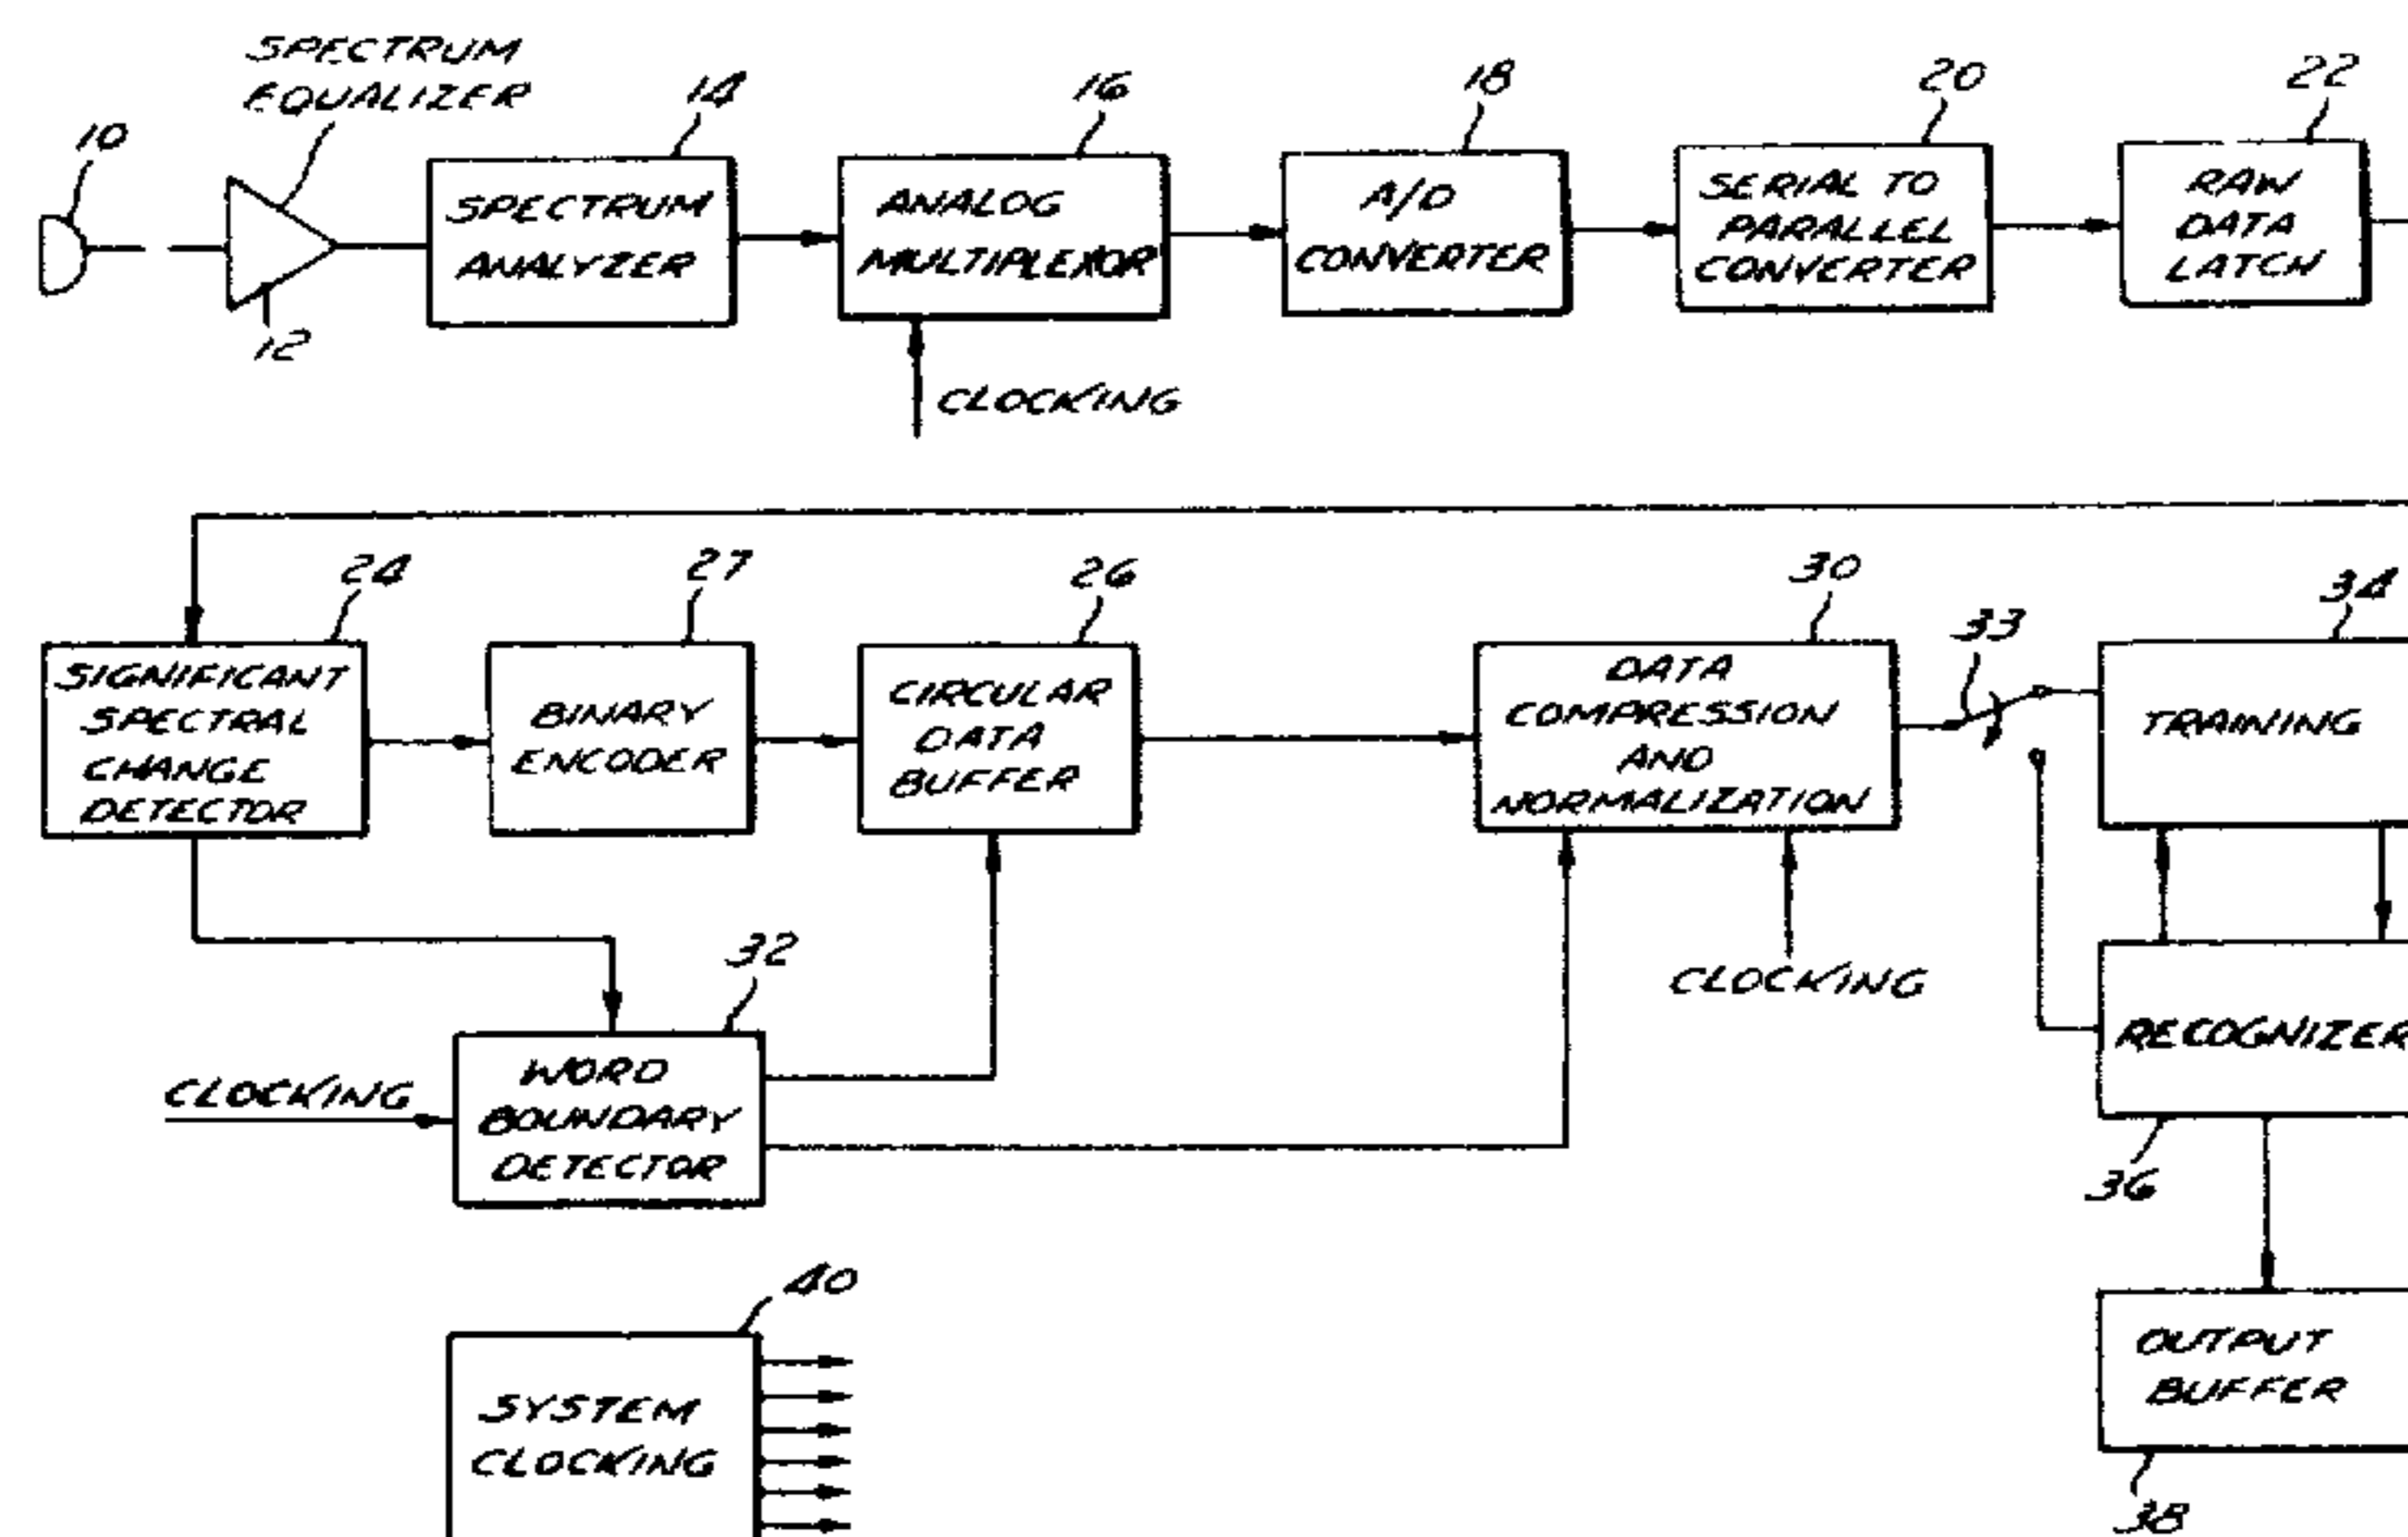 SPECTRUM
EQUALIZER
10
12
14
SPECTRUM
ANALYZER
16
ANALOG
MULTIPLEXOR
CLOCKING
18
A/D
CONVERTER
20
SERIAL TO
PARALLEL
CONVERTER
22
RAW
DATA
LATCH
24
SIGNIFICANT
SPECTRAL
CHANGE
DETECTOR
27
BINARY
ENCODER
26
CIRCULAR
DATA
BUFFER
30
DATA
COMPRESSION
AND
NORMALIZATION
CLOCKING
33
34
TRAINING
32
CLOCKING
WORD
BOUNDARY
DETECTOR
RECOGNIZER
36
40
SYSTEM
CLOCKING
OUTPUT
BUFFER
38